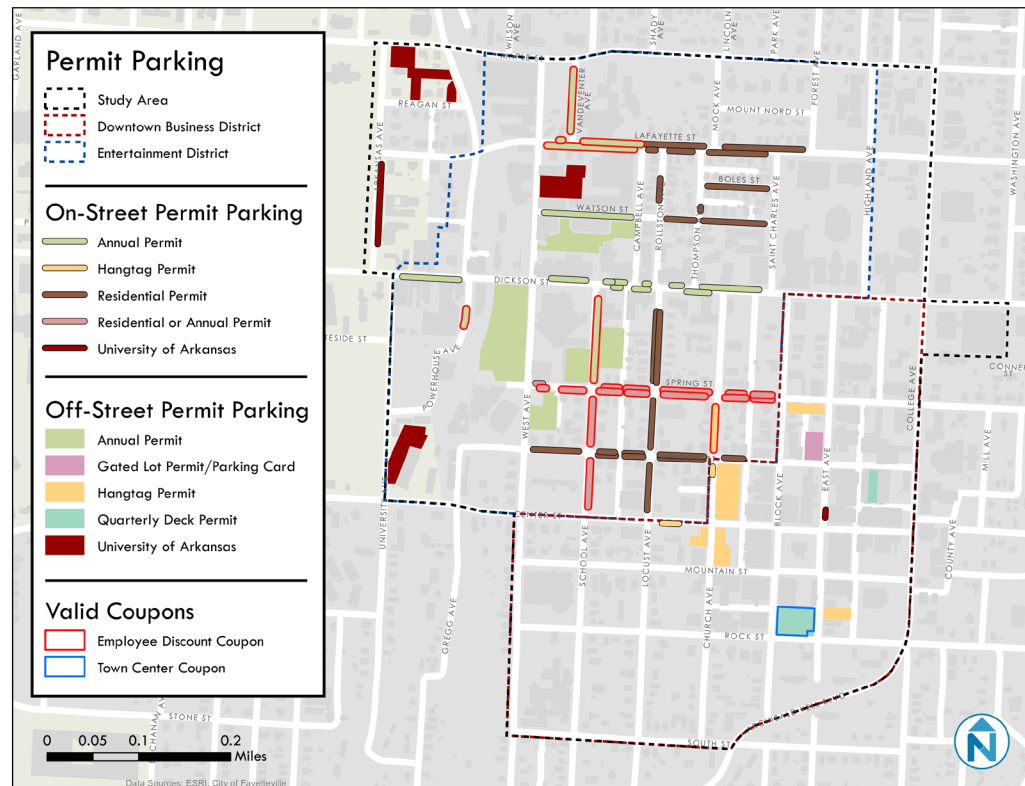 Permit Parking
Study Area
Downtown Business District
Entertainment District
On-Street Permit Parking
Annual Permit
Hangtag Permit
Residential Permit
Residential or Annual Permit
University of Arkansas
Off-Street Permit Parking
Annual Permit
Gated Lot Permit/Parking Card
Hangtag Permit
Quarterly Deck Permit
University of Arkansas
Valid Coupons
Employee Discount Coupon
Town Center Coupon
0 0.05 0.1 0.2
Miles
Data Sources: ESRI, City of Fayetteville
N
GARLAND AVE
WILSON
AVE
SHADY
AVE
LINCOLN
AVE
PARK AVE
FOREST AVE
WASHINGTON AVE
REAGAN ST
VANDEVENTER
AVE
MOCK AVE
MOUNT NORD ST
LAFAYETTE ST
BOLES ST
HIGHLAND AVE
WATSON ST
CAMPBELL AVE
ROLLSTON AVE
THOMPSON
SAINT CHARLES AVE
DICKSON ST
TESIDE ST
POWERHOUSE
AVE
SPRING ST
CONNER
ST
COLLEGE AVE
WEST AVE
MILL AVE
EAST AVE
BLOCK AVE
UNIVERSITY AVE
CENTER ST
SCHOOL AVE
LOCUST AVE
MOUNTAIN ST
COUNTY AVE
GREGG AVE
CHURCH AVE
ROCK ST
STONE ST
SOUTH ST